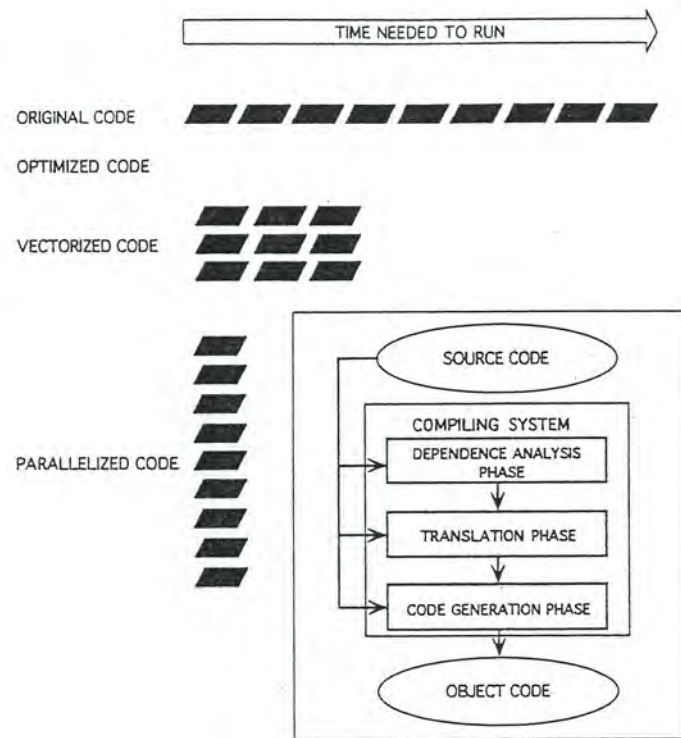 TIME NEEDED TO RUN
ORIGINAL CODE
OPTIMIZED CODE
VECTORIZED CODE
PARALLELIZED CODE
SOURCE CODE
COMPILING SYSTEM
DEPENDENCE ANALYSIS
PHASE
TRANSLATION PHASE
CODE GENERATION PHASE
OBJECT CODE